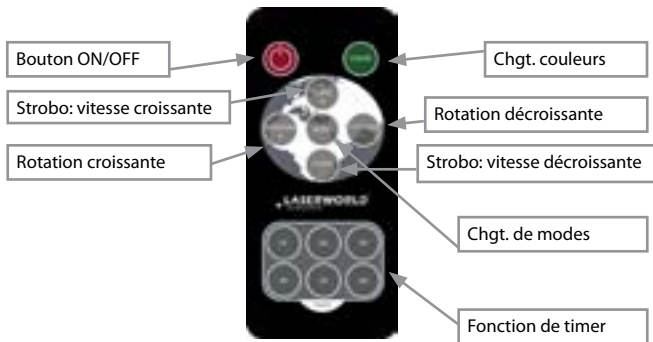 Bouton ON/OFF
Chgt. couleurs
Strobo: vitesse croissante
Rotation décroissante
Rotation croissante
Strobo: vitesse décroissante
LASERWORLD
Chgt. de modes
Fonction de timer